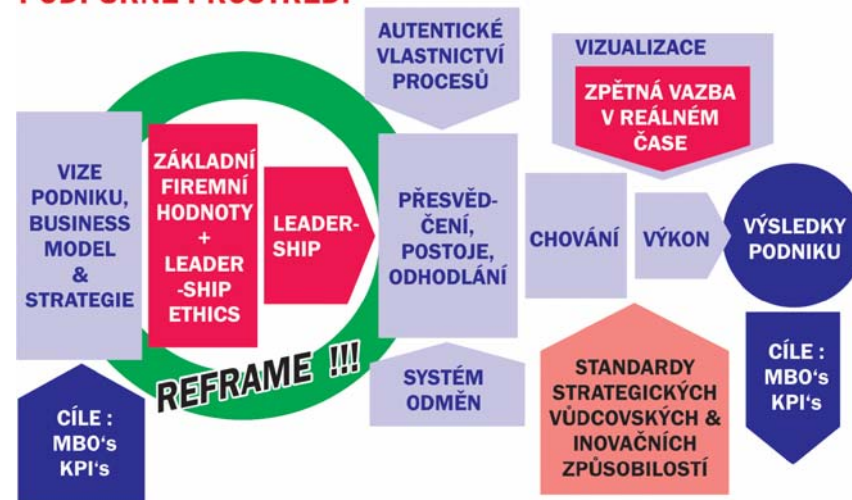 AUTENTICKÉ
VLASTNICTVÍ
PROCESŮ
VIZUALIZACE
ZPĚTNÁ VAZBA
V REÁLNÉM
ČASE
VIZE
PODNIKU,
BUSINESS
MODEL
&
STRATEGIE
ZÁKLADNÍ
FIREMNÍ
HODNOTY
+
LEADER
-SHIP
ETHICS
LEADER-
SHIP
PŘESVĚD-
ČENÍ,
POSTOJE,
ODHODLÁNÍ
CHOVÁNÍ
VÝKON
VÝSLEDKY
PODNIKU
REFRAME !!!
CÍLE :
MBO‘s
KPI‘s
SYSTÉM
ODMĚN
STANDARDY
STRATEGICKÝCH
VŮDCOVSKÝCH &
INOVAČNÍCH
ZPŮSOBILOSTÍ
CÍLE :
MBO‘s
KPI‘s